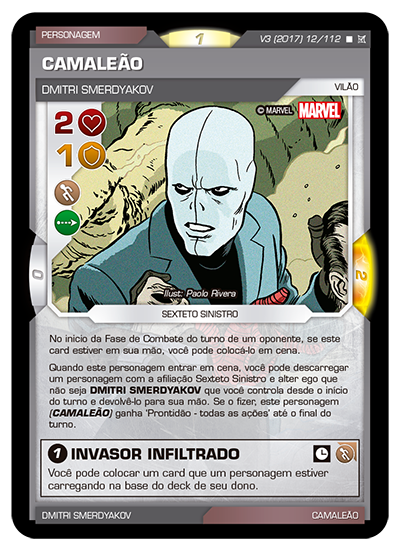 PERSONAGEM
1
V3 (2017) 12/112
CAMALEÃO
DMITRI SMERDYAKOV
VILÃO
© MARVEL MARVEL
2
1
0
2
Ilust: Paolo Rivera
SEXTETO SINISTRO
No início da Fase de Combate do turno de um oponente, se este
card estiver em sua mão, você pode colocá-lo em cena.
Quando este personagem entrar em cena, você pode descarregar
um personagem com a afiliação Sexteto Sinistro e alter ego que
não seja DMITRI SMERDYAKOV que você controla desde o início
do turno e devolvê-lo para sua mão. Se o fizer, este personagem
(CAMALEÃO) ganha 'Prontidão - todas as ações' até o final do
turno.
1 INVASOR INFILTRADO
Você pode colocar um card que um personagem estiver
carregando na base do deck de seu dono.
DMITRI SMERDYAKOV
CAMALEÃO